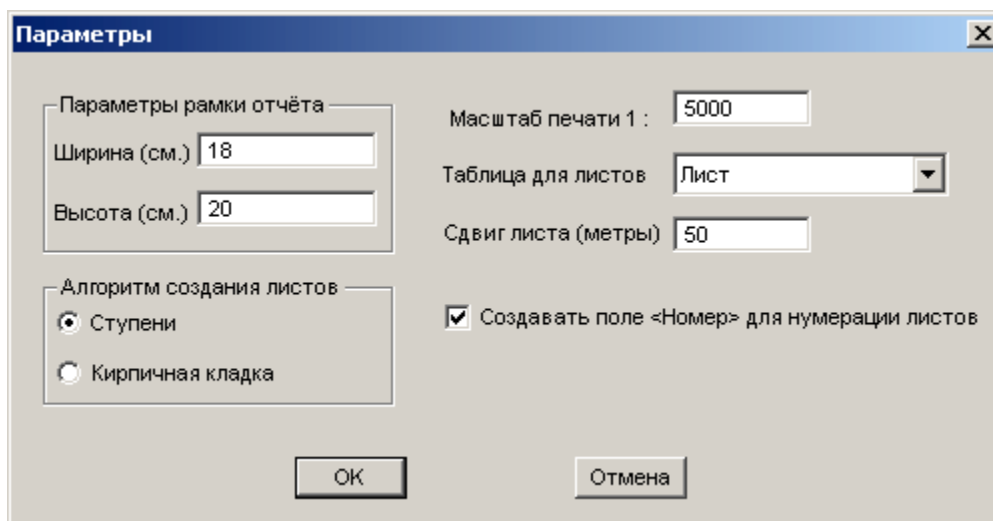 Параметры
Параметры рамки отчёта
Ширина (см.) 18
Высота (см.) 20
Алгоритм создания листов
Ступени
Кирпичная кладка
Масштаб печати 1 : 5000
Таблица для листов Лист
Сдвиг листа (метры) 50
Создавать поле <Номер> для нумерации листов
OK Отмена